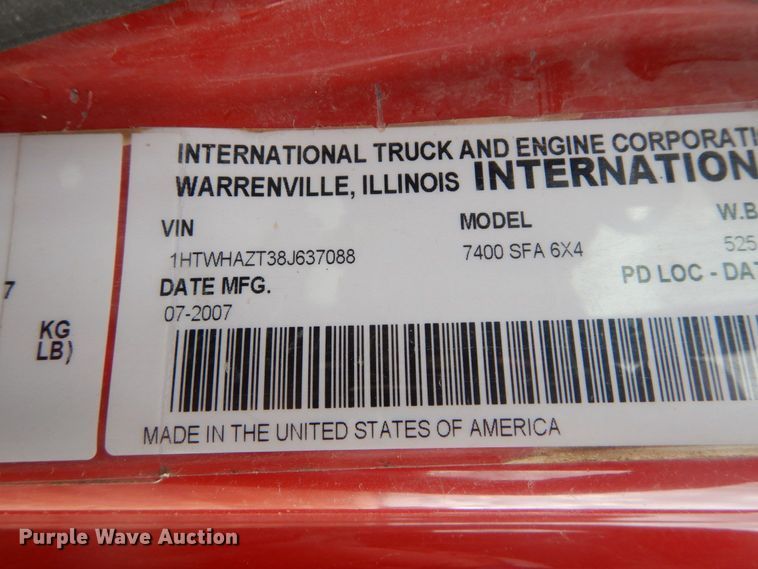 INTERNATIONAL TRUCK AND ENGINE CORPORATI
WARRENVILLE, ILLINOIS INTERNATION
VIN MODEL W.B
1HTWHAZT38J637088 7400 SFA 6X4 525
DATE MFG. PD LOC - DAT
07-2007
7
KG
LB)
MADE IN THE UNITED STATES OF AMERICA
Purple Wave Auction